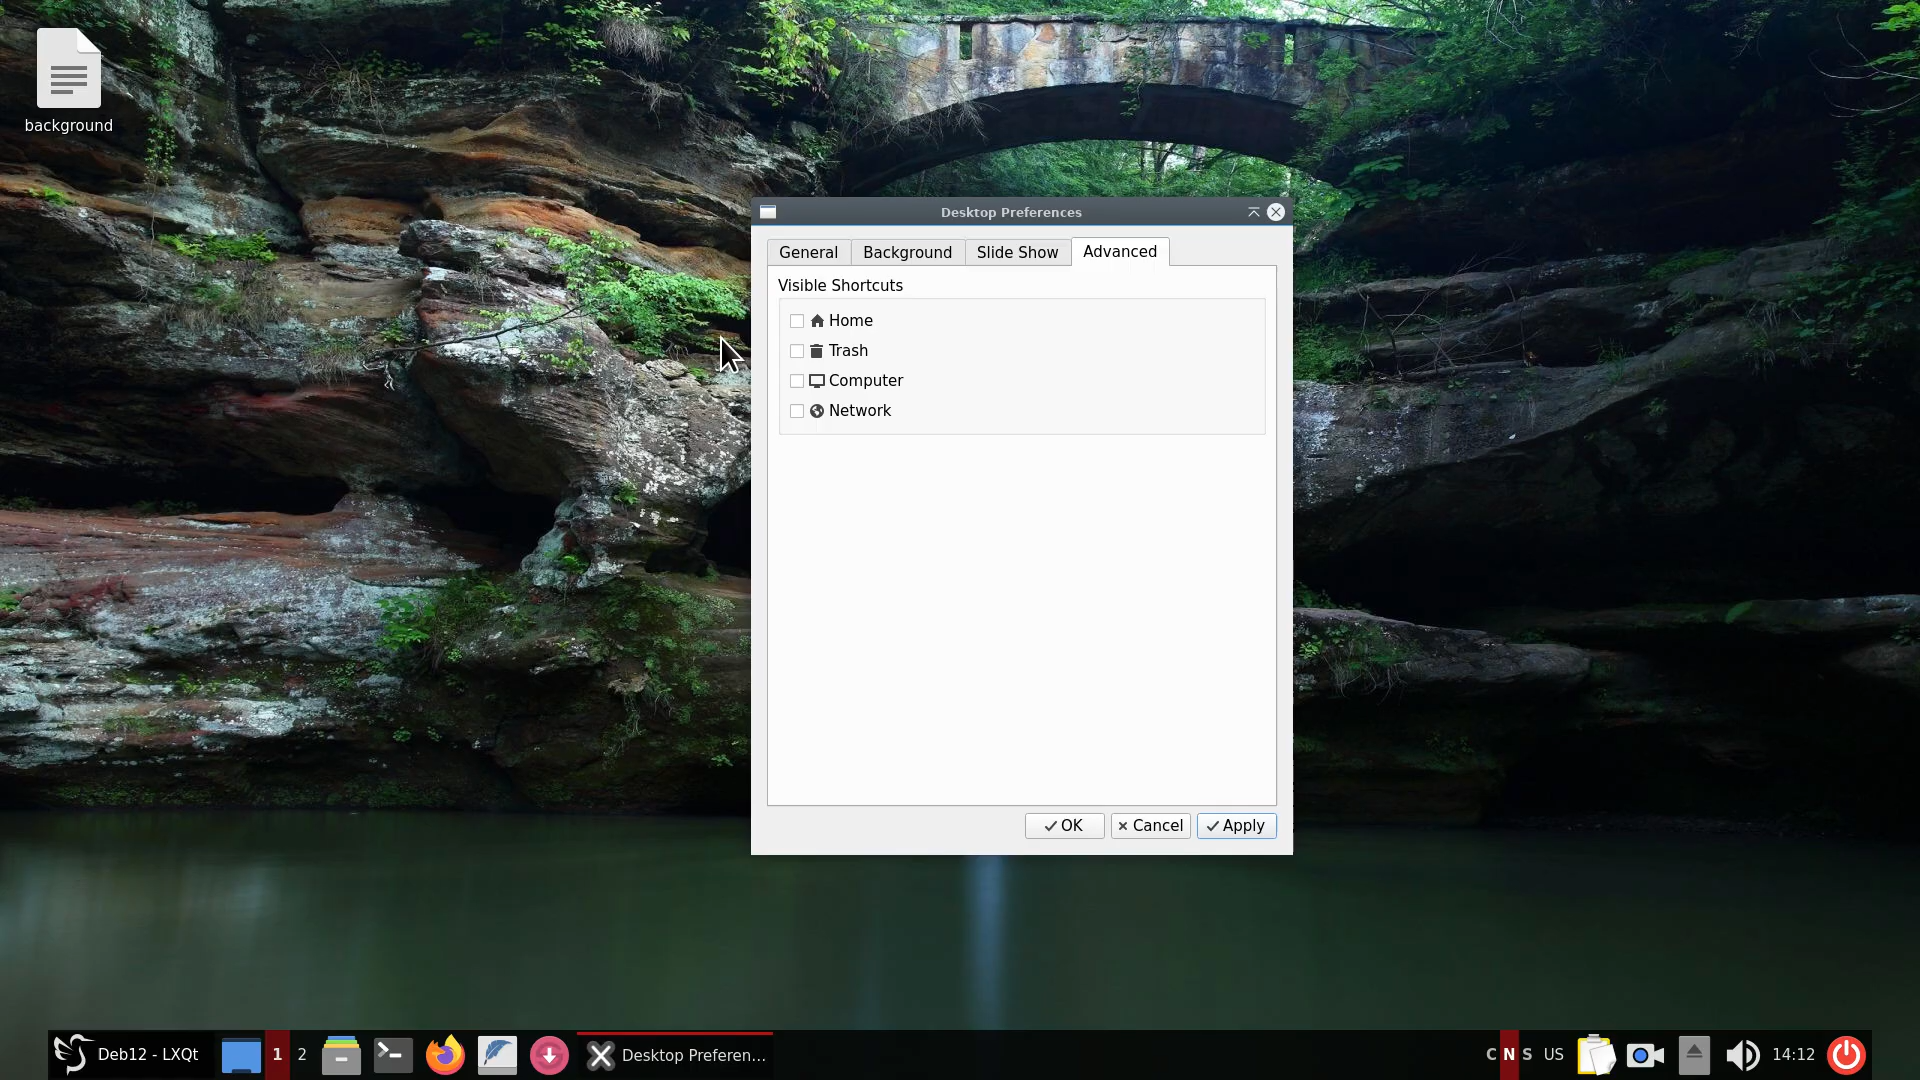 background
Desktop Preferences
General Background Slide Show Advanced
Visible Shortcuts
Home
Trash
Computer
Network
OK Cancel Apply
Deb12 - LXQt 1 2 Desktop Preferen... C N S US 14:12